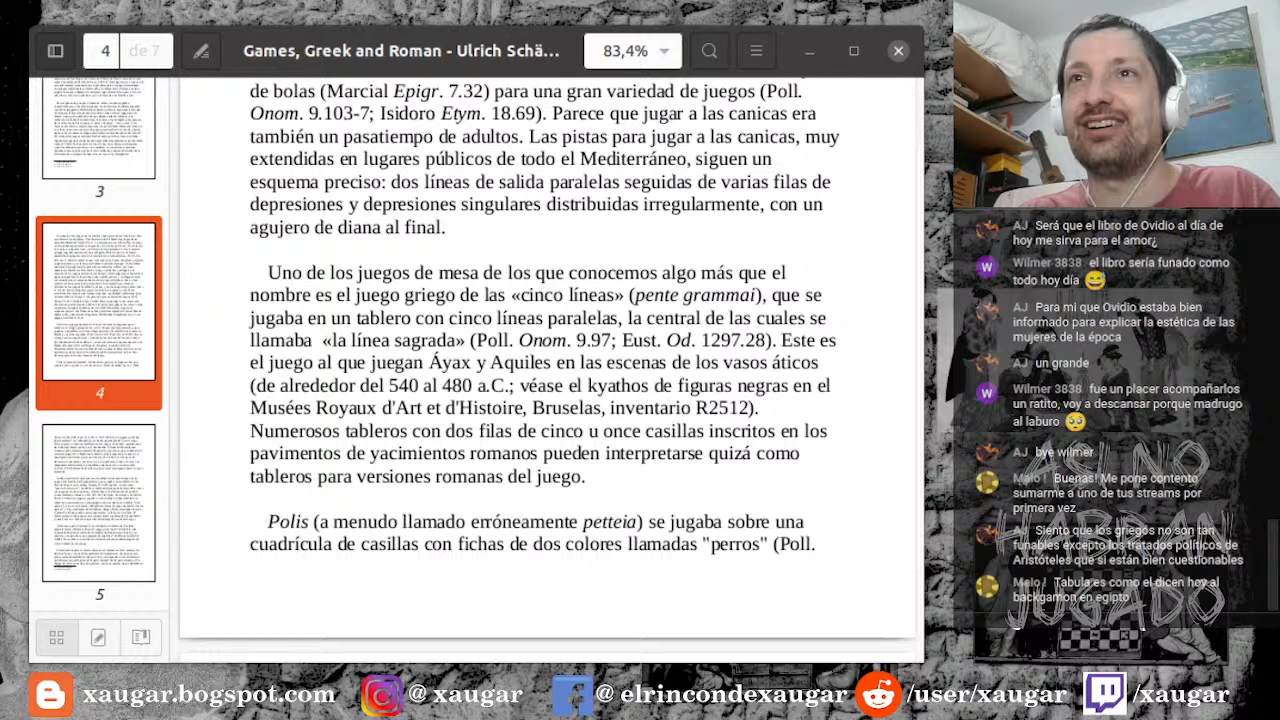 4
de 7
Games, Greek and Roman - Ulrich Schä...
83,4%
3
4
5
de bolas (Marcial Epigr. 7.32) para una gran variedad de juegos (Poll.
Onom. 9.103-7; Isidoro Etym. 18.69). Parece que jugar a las canicas era
también un pasatiempo de adultos. Las pistas para jugar a las canicas, muy
extendidas en lugares públicos de todo el Mediterráneo, siguen un
esquema preciso: dos líneas de salida paralelas seguidas de varias filas de
depresiones y depresiones singulares distribuidas irregularmente, con un
agujero de diana al final.
Uno de los juegos de mesa de los que conocemos algo más que el
nombre es el juego griego de las «cinco líneas» (pente grammai), que se
jugaba en un tablero con cinco líneas paralelas, la central de las cuales se
llamaba «la línea sagrada» (Poll. Onom. 9.97; Eust. Od. 1297.28). Este es
el juego al que juegan Áyax y Aquiles en las escenas de los vasos áticos
(de alrededor del 540 al 480 a.C.; véase el kyathos de figuras negras en el
Musées Royaux d'Art et d'Histoire, Bruselas, inventario R2512).
Numerosos tableros con dos filas de cinco u once casillas inscritos en los
pavimentos de yacimientos romanos pueden interpretarse quizá como
tableros para versiones romanas del juego.
Polis (amenudo llamado erróneamente petteia) se jugaba sobre una
cuadrícula de casillas con fichas de dos colores llamadas "perros" (Poll.
AJ Será que el libro de Ovidio al día de
hoy me sirva para el amor¿
Wilmer 3838 el libro sería funado como
todo hoy día 😅
AJ Para mi que Ovidio estaba bien
informado para explicar la estética de las
mujeres de la época
AJ un grande
Wilmer 3838 fue un placer acompañarlos
un ratito, voy a descansar porque madrugo
al laburo 🥺
AJ bye wilmer
Malo ! Buenas! Me pone contento
sumarme a uno de tus streams por
primera vez
AJ Siento que los griegos no son tan
funables excepto los tratados políticos de
Aristóteles que si están bien cuestionables
Malo ! Tabula es como el dicen hoy al
backgamon en egipto
ASI NO
HABRA
JUGADO
xaugar.bogspot.com
@ xaugar
@ elrincondexaugar
/user/xaugar
/xaugar